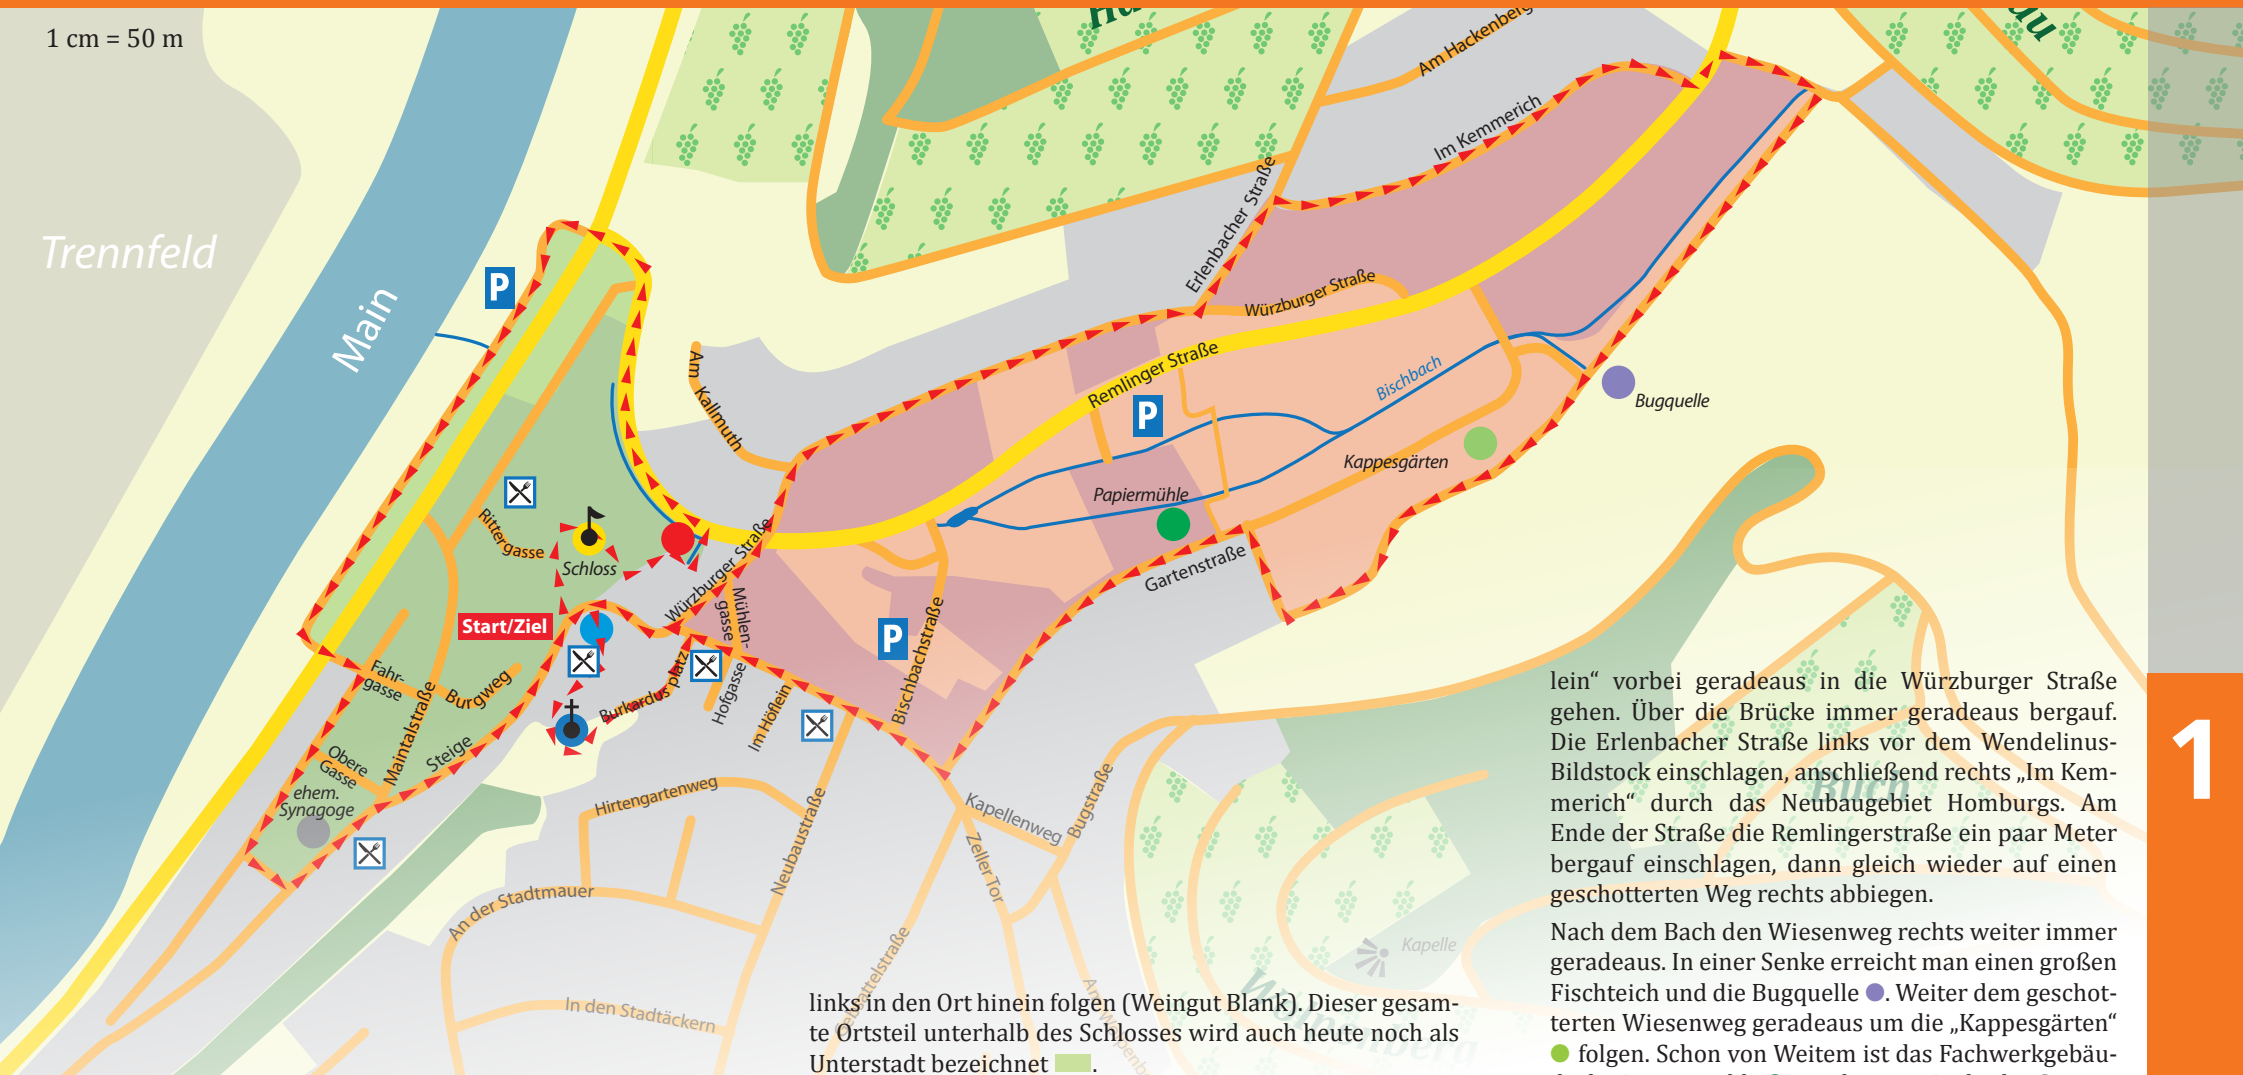 1 cm = 50 m
Trennfeld
Main
P
Am Hackenberg
Im Kemmerich
Erlenbacher Straße
Würzburger Straße
Remlinger Straße
Bischbach
Bugquelle
Kappesgärten
P
Papiermühle
Gartenstraße
Am Kallmuth
Rittergasse
Schloss
Start/Ziel
Würzburger Straße
Mühlen-
gasse
P
Bischbachstraße
Burkardusplatz
Hofgasse
Im Höflein
Fahr-
gasse
Burgweg
Maintalstraße
Steige
Obere
Gasse
ehem.
Synagoge
Hirtengartenweg
Neubaustraße
An der Stadtmauer
In den Stadtäckern
Kapellenweg
Bugstraße
Zeller Tor
Kapelle
Buch
links in den Ort hinein folgen (Weingut Blank). Dieser gesam-
te Ortsteil unterhalb des Schlosses wird auch heute noch als
Unterstadt bezeichnet .
lein“ vorbei geradeaus in die Würzburger Straße
gehen. Über die Brücke immer geradeaus bergauf.
Die Erlenbacher Straße links vor dem Wendelinus-
Bildstock einschlagen, anschließend rechts „Im Kem-
merich“ durch das Neubaugebiet Homburgs. Am
Ende der Straße die Remlingerstraße ein paar Meter
bergauf einschlagen, dann gleich wieder auf einen
geschotterten Weg rechts abbiegen.
Nach dem Bach den Wiesenweg rechts weiter immer
geradeaus. In einer Senke erreicht man einen großen
Fischteich und die Bugquelle ●. Weiter dem geschot-
terten Wiesenweg geradeaus um die „Kappesgärten“
● folgen. Schon von Weitem ist das Fachwerkgebäu-
1